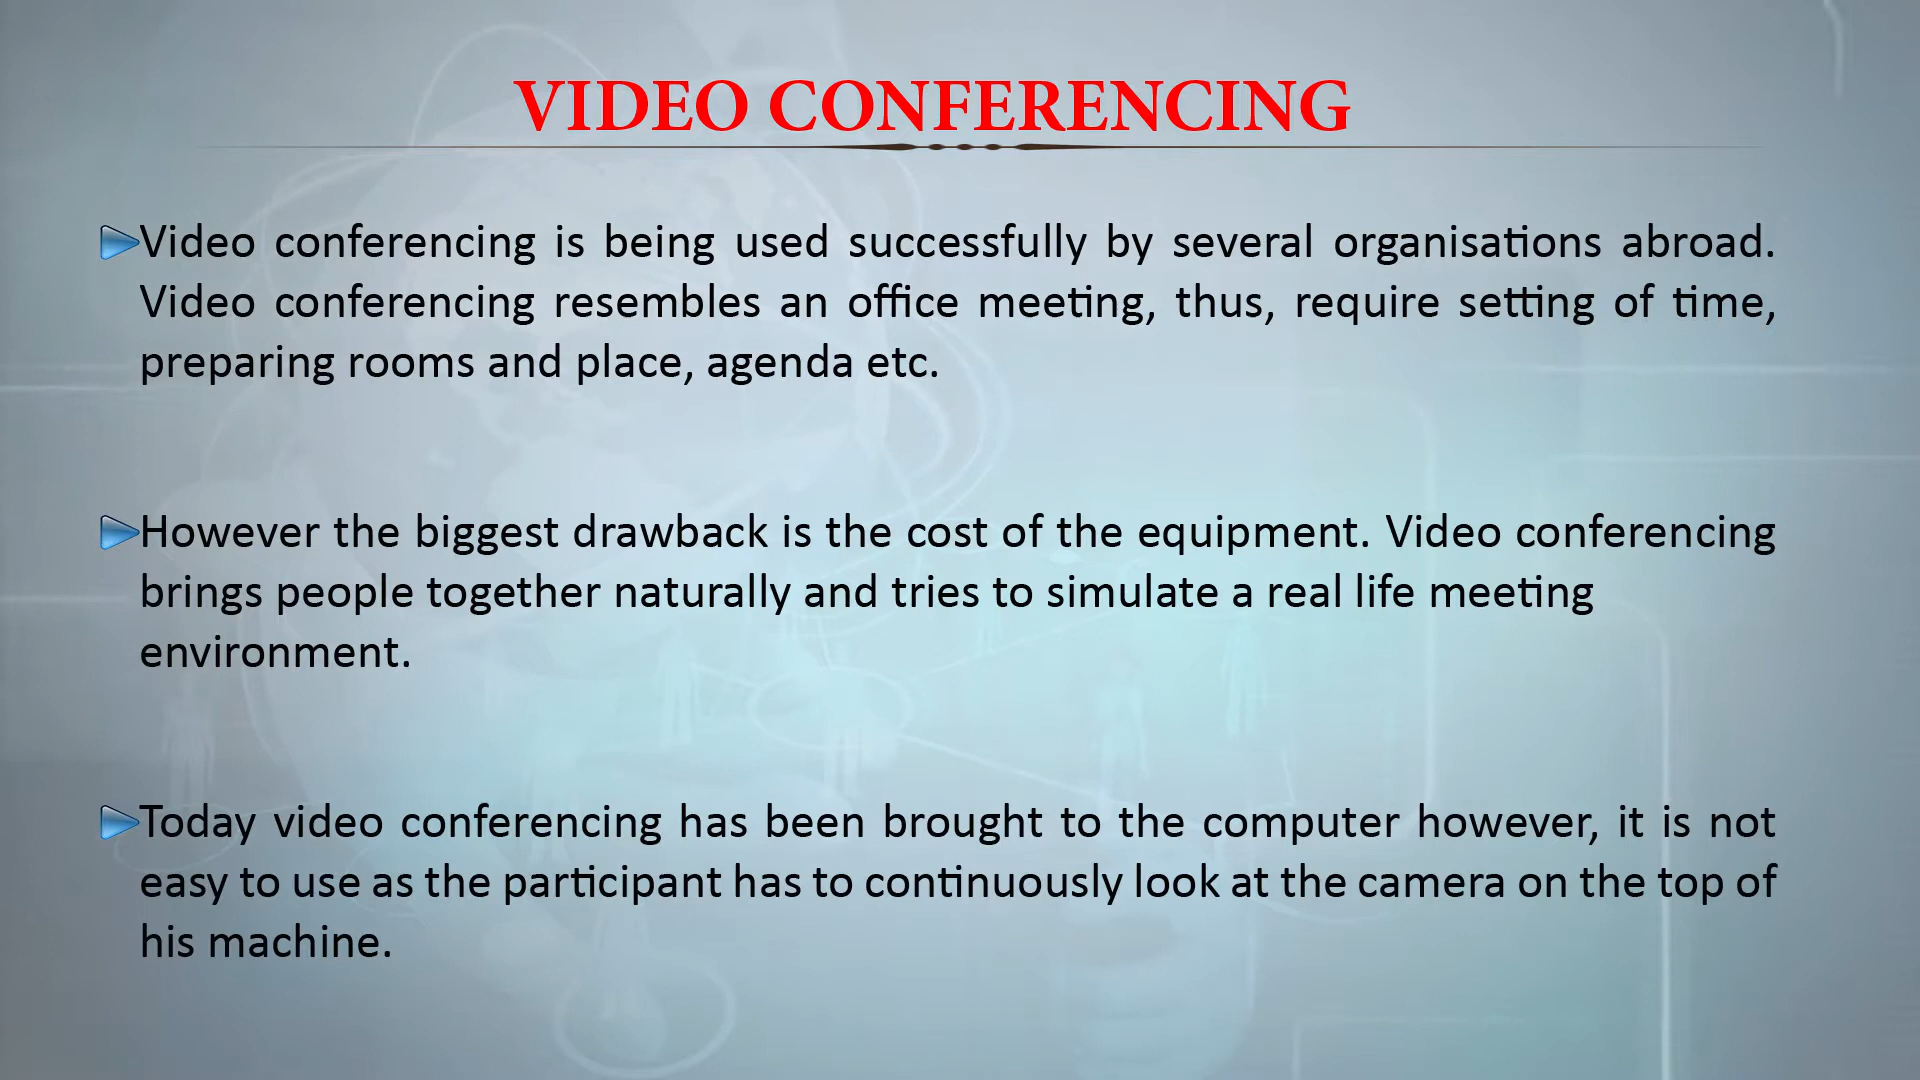 VIDEO CONFERENCING
Video conferencing is being used successfully by several organisations abroad.
Video conferencing resembles an office meeting, thus, require setting of time,
preparing rooms and place, agenda etc.
However the biggest drawback is the cost of the equipment. Video conferencing
brings people together naturally and tries to simulate a real life meeting
environment.
Today video conferencing has been brought to the computer however, it is not
easy to use as the participant has to continuously look at the camera on the top of
his machine.